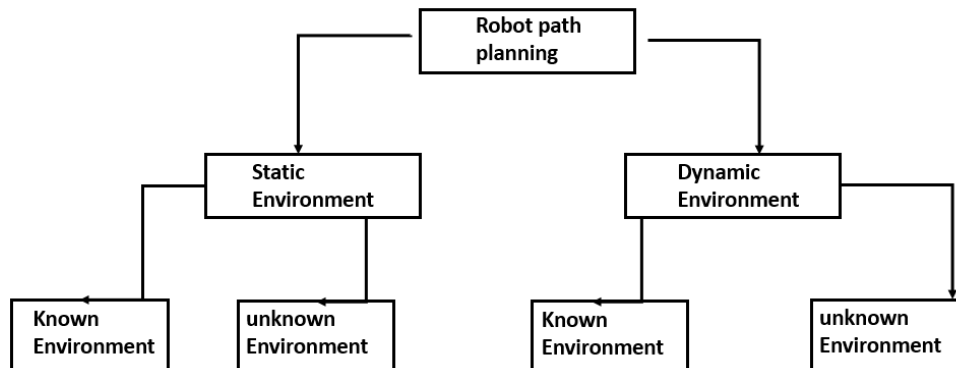 Robot path
planning
Static
Environment
Dynamic
Environment
Known
Environment
unknown
Environment
Known
Environment
unknown
Environment